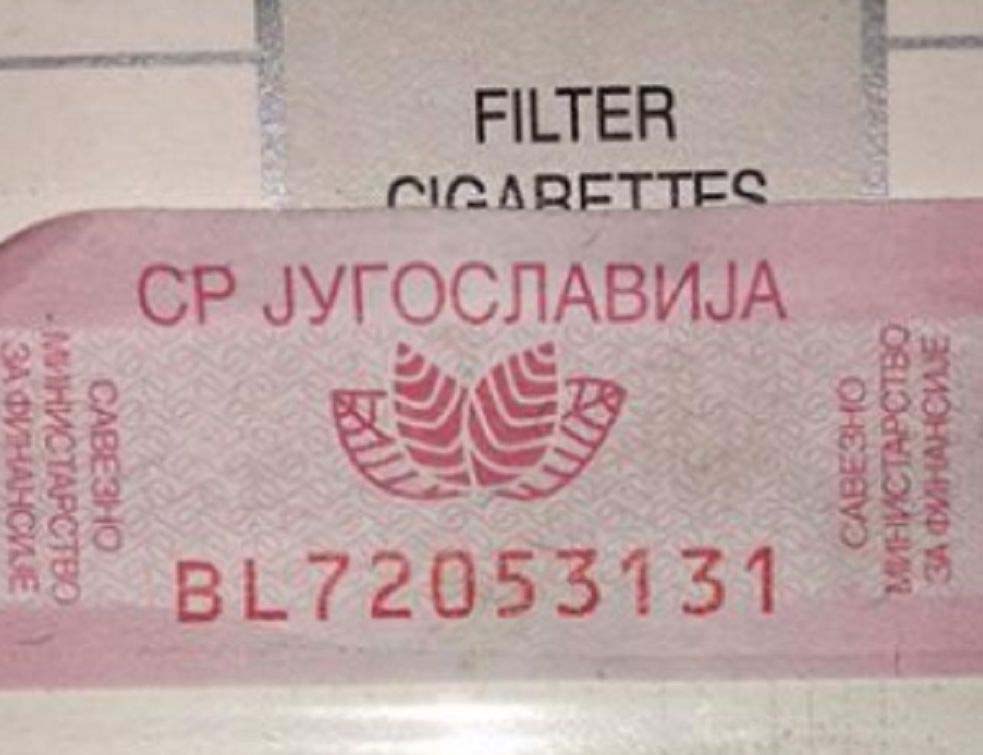 FILTER
CIGARETTES
СР ЈУГОСЛАВИЈА
САВЕЗНО
МИНИСТАРСТВО
ЗА ФИНАНСИЈЕ
САВЕЗНО
МИНИСТАРСТВО
ЗА ФИНАНСИЈЕ
BL72053131